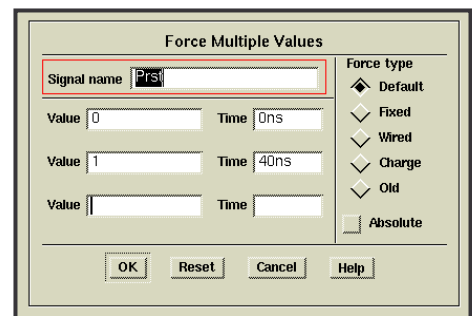 Force Multiple Values
Signal name Prst
Value 0 Time 0ns
Value 1 Time 40ns
Value Time
Force type
Default
Fixed
Wired
Charge
Old
Absolute
OK Reset Cancel Help